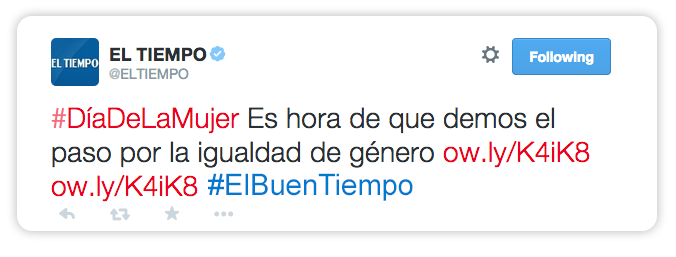 EL TIEMPO
EL TIEMPO
@ELTIEMPO
Following
#DíaDeLaMujer Es hora de que demos el
paso por la igualdad de género ow.ly/K4iK8
ow.ly/K4iK8 #ElBuenTiempo